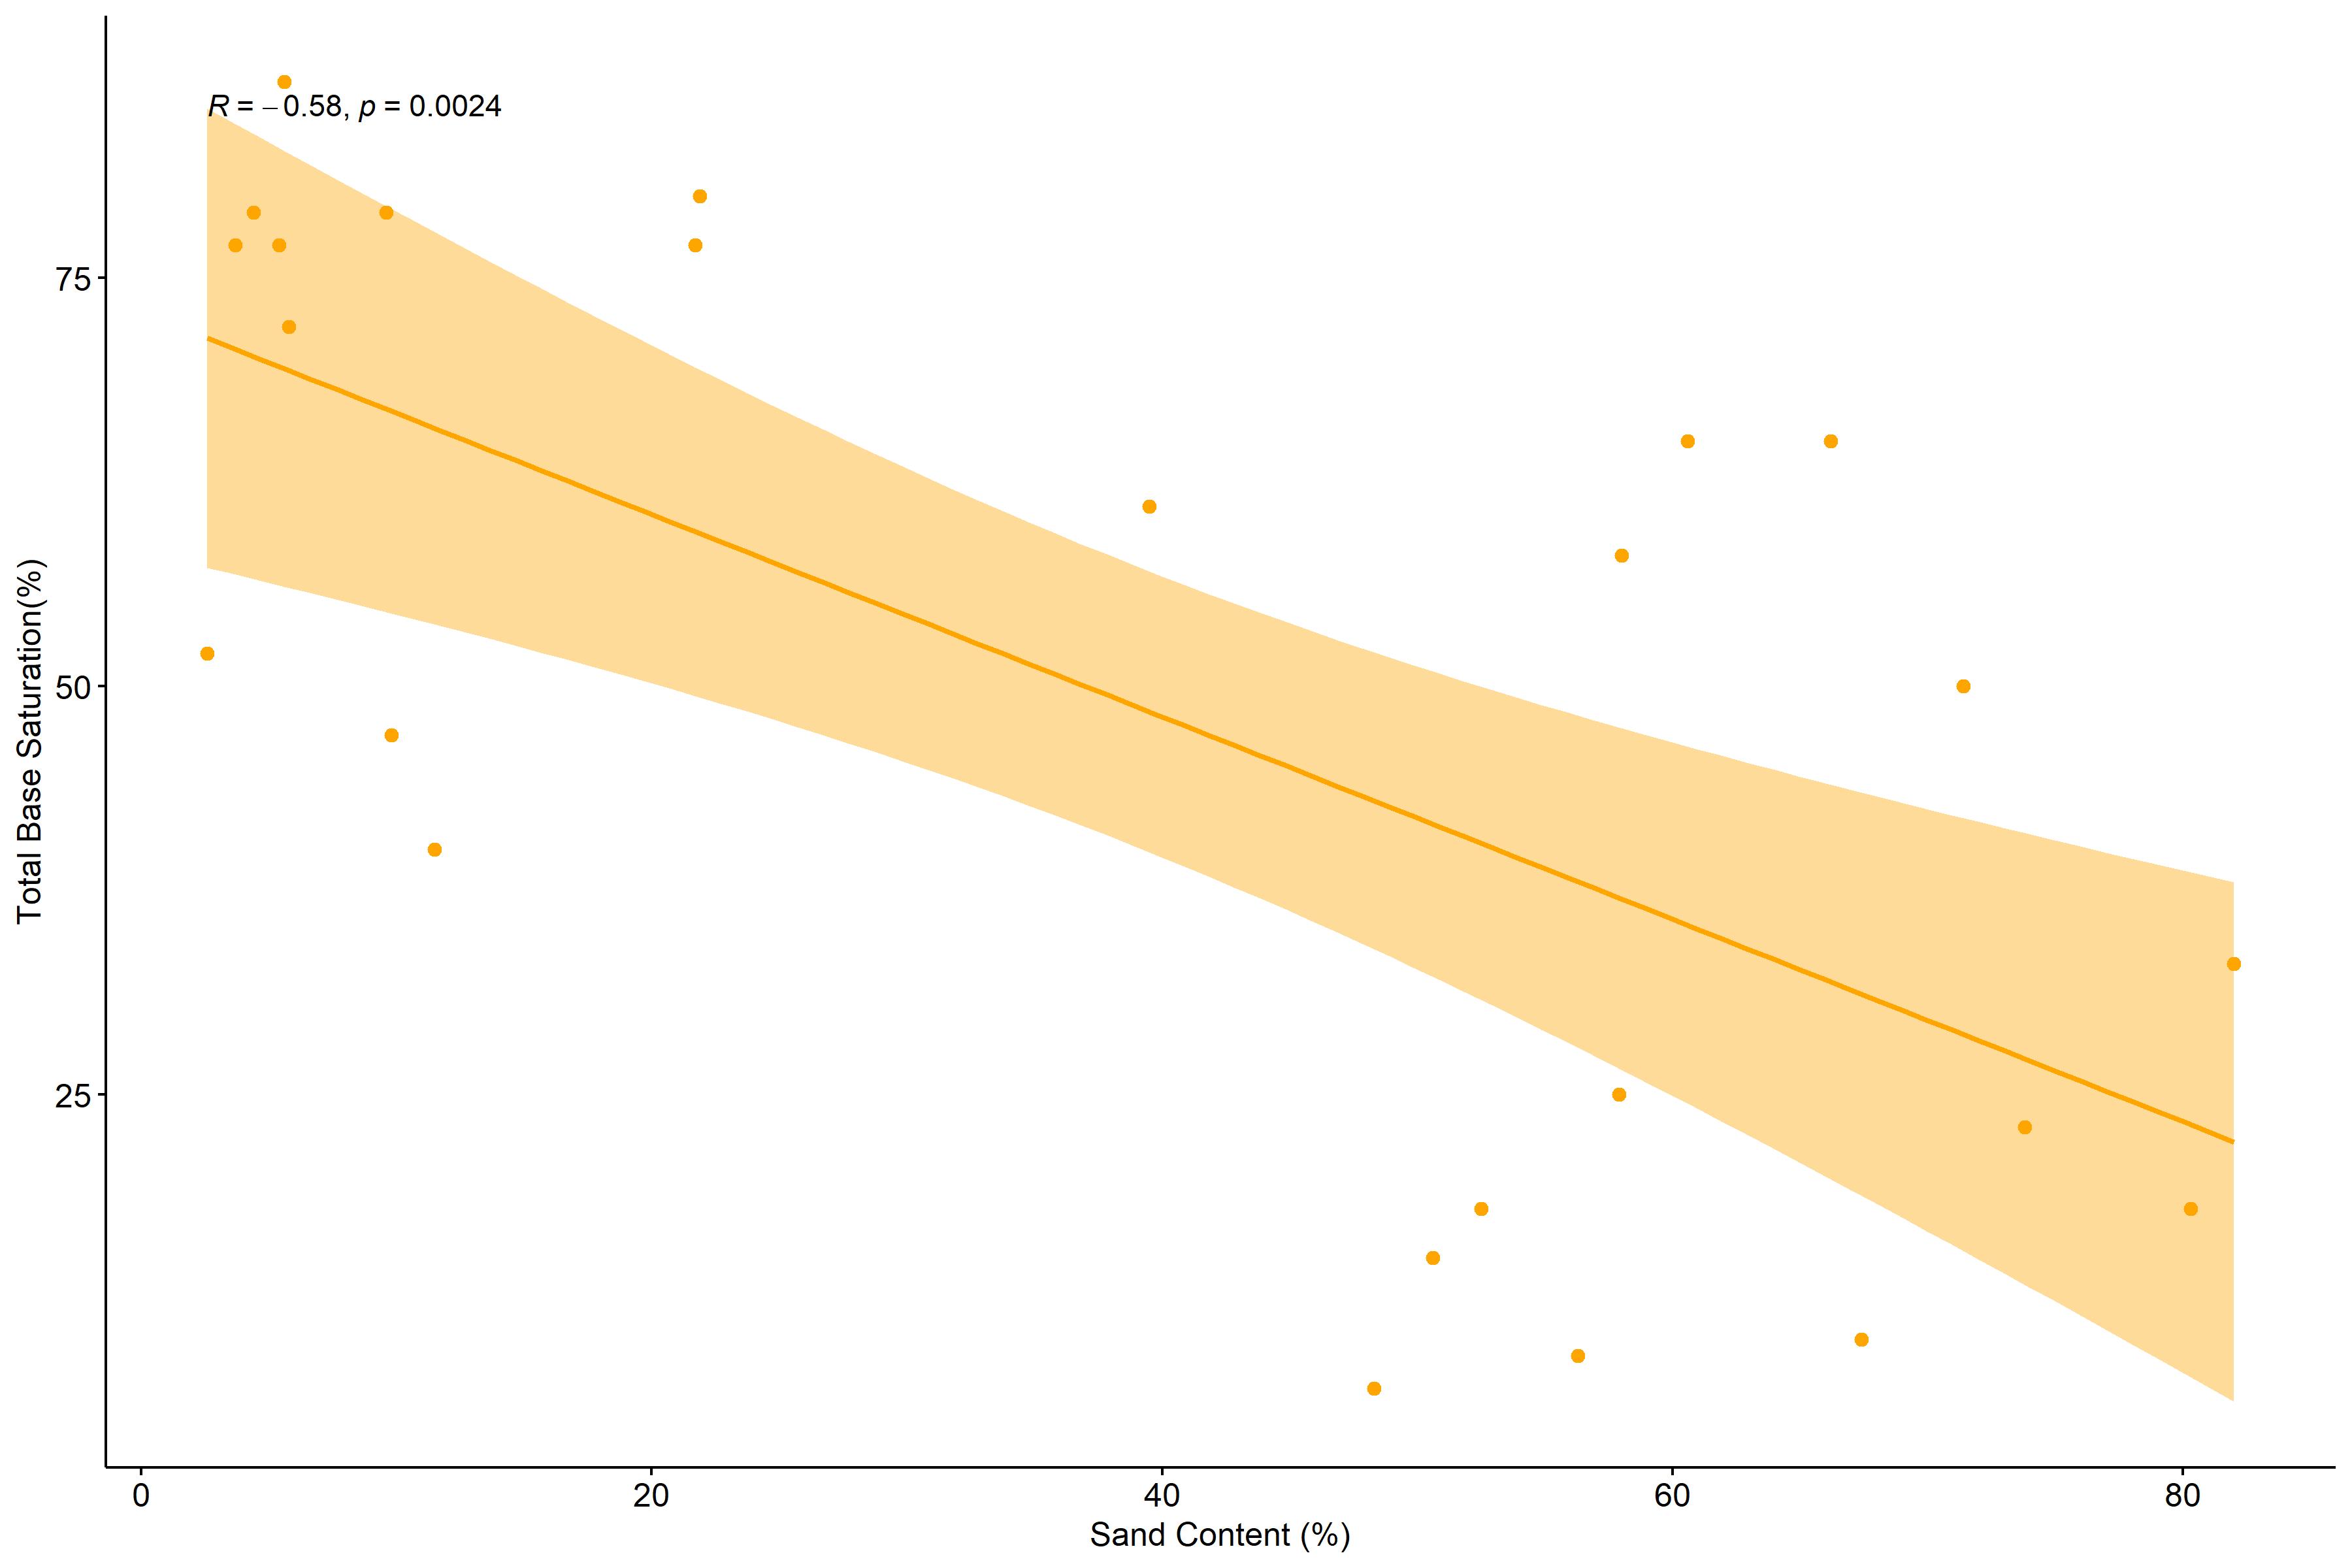 R = −0.58, p = 0.0024
75
50
25
Total Base Saturation(%)
0 20 40 60 80
Sand Content (%)